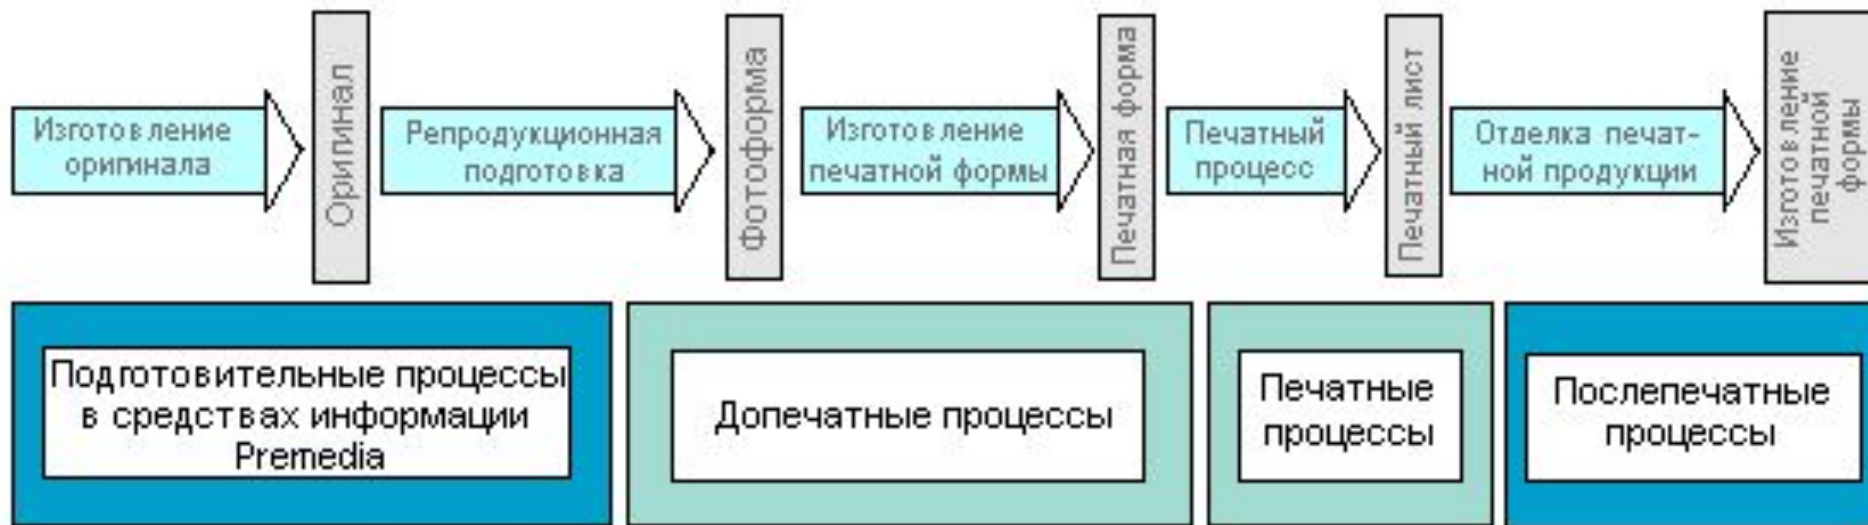 Изготовление
оригинала
Оригинал
Репродукционная
подготовка
Фотоформа
Изготовление
печатной формы
Печатная форма
Печатный
процесс
Печатный лист
Отделка печат-
ной продукции
Изготовление
печатной
формы
Подготовительные процессы
в средствах информации
Premedia
Допечатные процессы
Печатные
процессы
Послепечатные
процессы